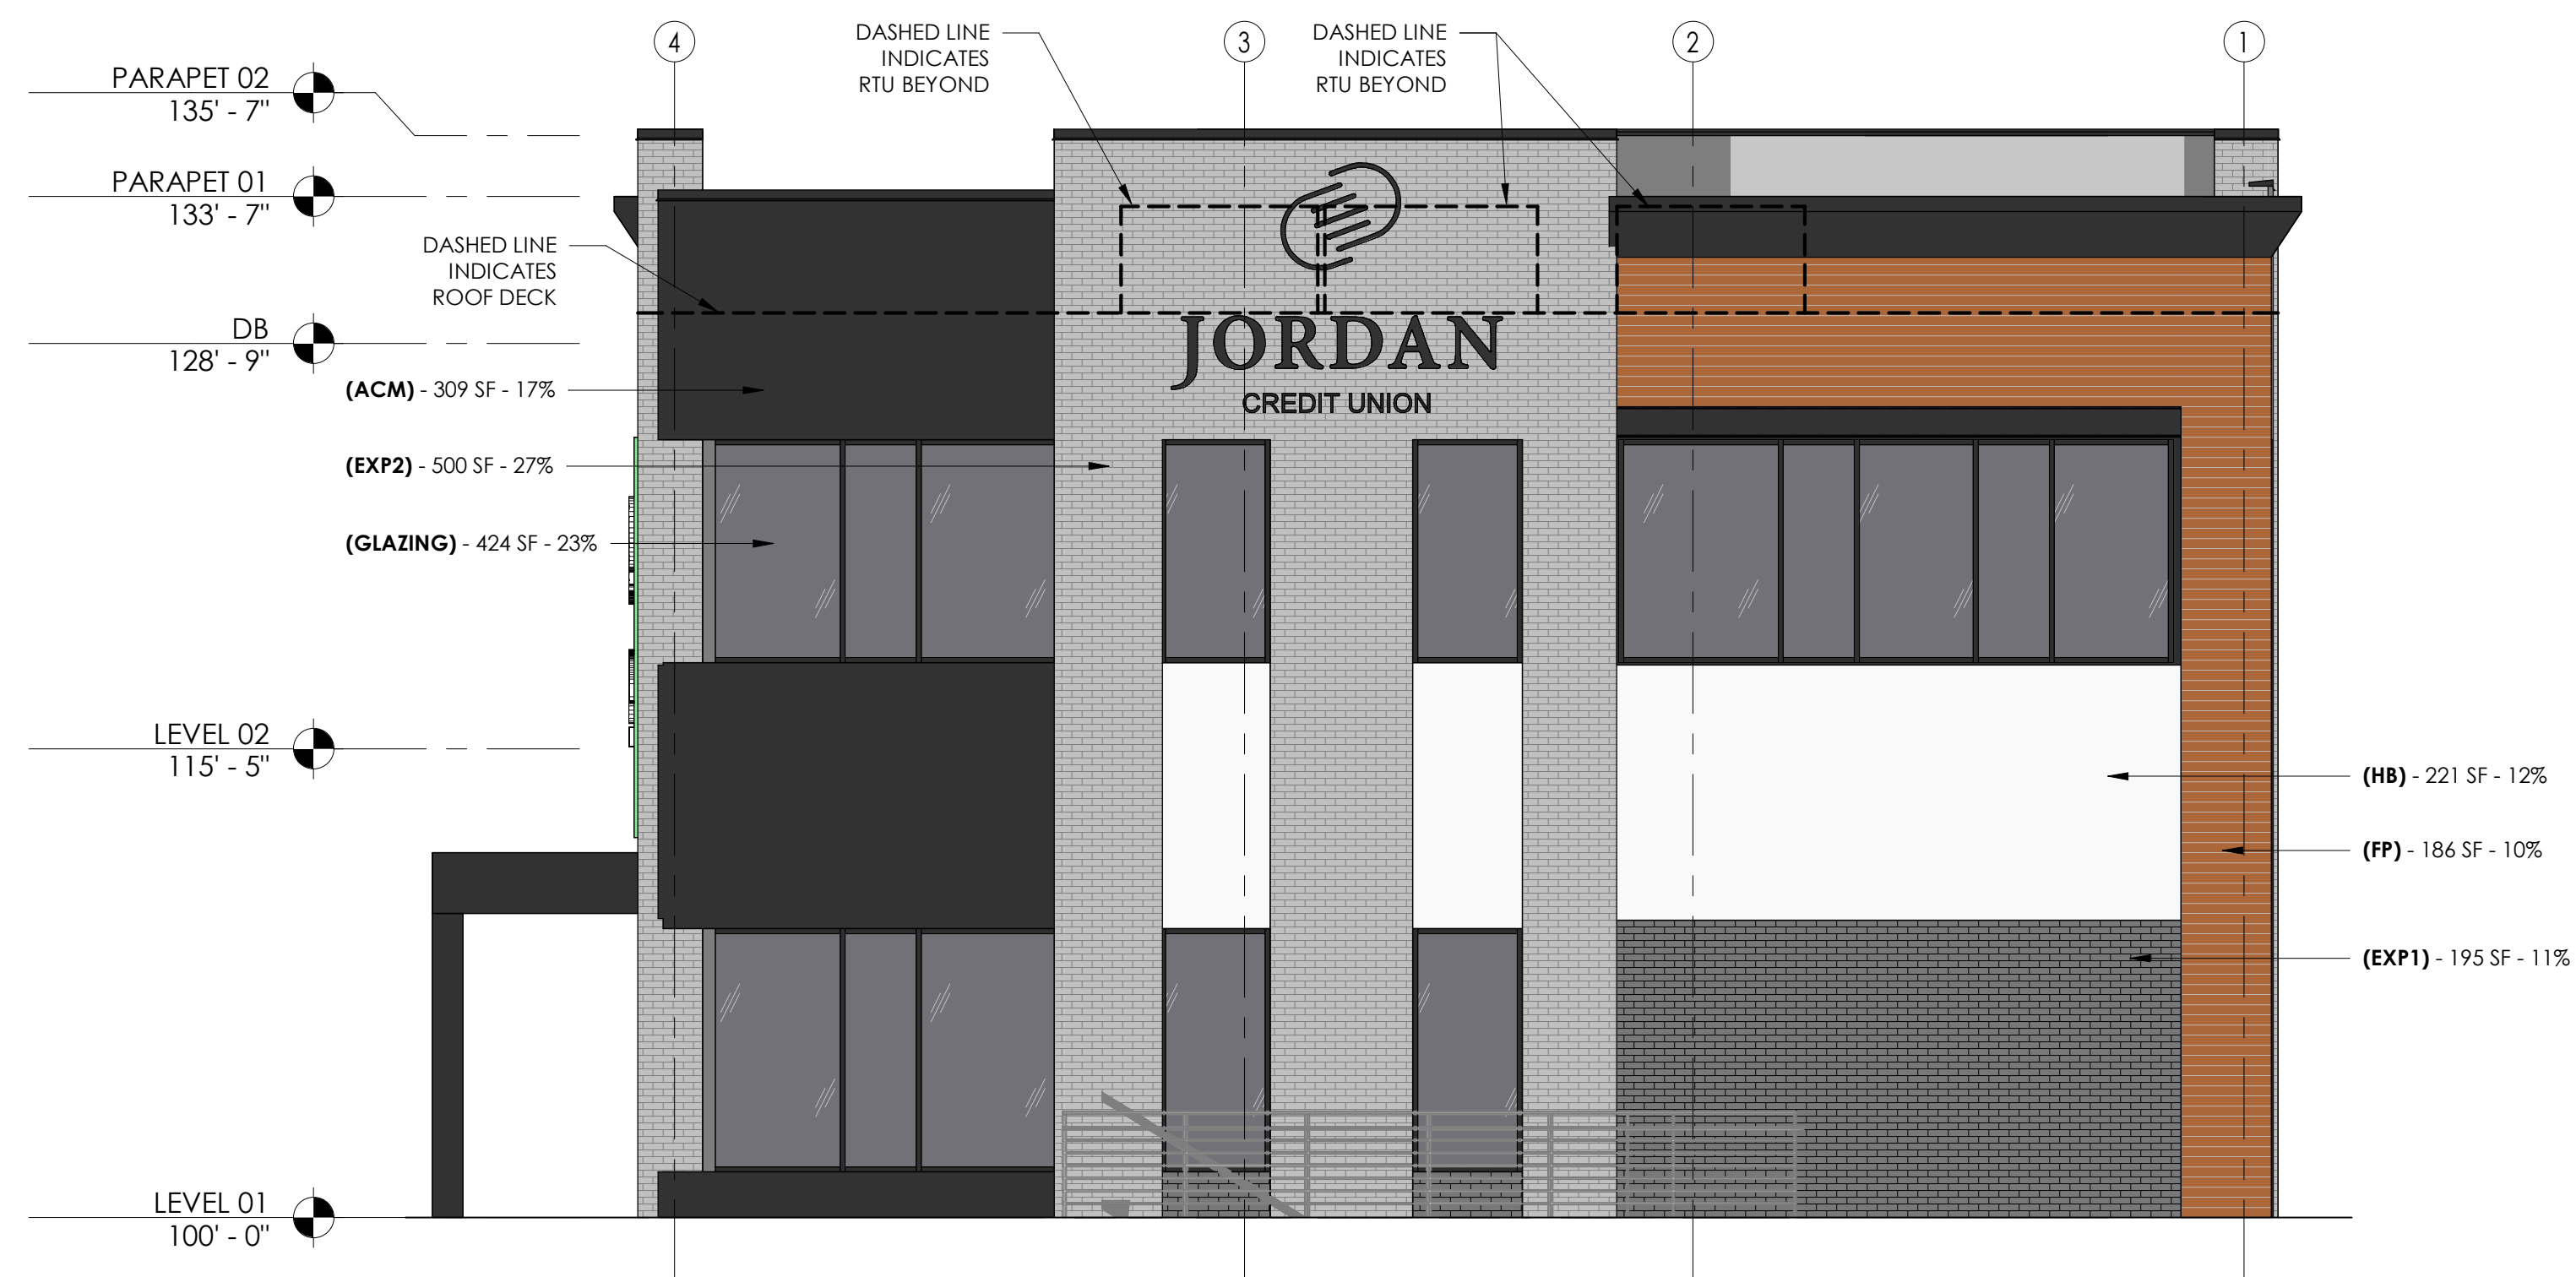 4
DASHED LINE
INDICATES
RTU BEYOND
3
DASHED LINE
INDICATES
RTU BEYOND
2
1
PARAPET 02
135' - 7"
PARAPET 01
133' - 7"
DASHED LINE
INDICATES
ROOF DECK
DB
128' - 9"
JORDAN
CREDIT UNION
(ACM) - 309 SF - 17%
(EXP2) - 500 SF - 27%
(GLAZING) - 424 SF - 23%
LEVEL 02
115' - 5"
(HB) - 221 SF - 12%
(FP) - 186 SF - 10%
(EXP1) - 195 SF - 11%
LEVEL 01
100' - 0"